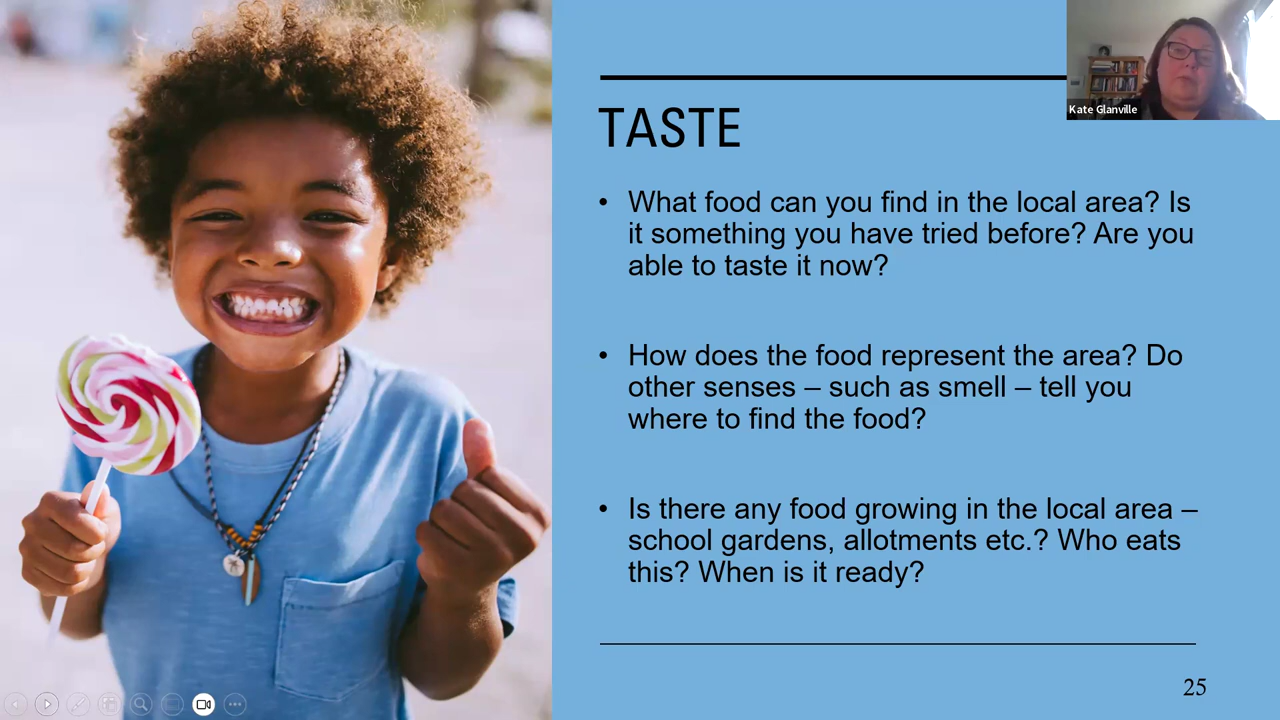 Kate Glanville
TASTE
• What food can you find in the local area? Is
it something you have tried before? Are you
able to taste it now?
• How does the food represent the area? Do
other senses – such as smell – tell you
where to find the food?
• Is there any food growing in the local area –
school gardens, allotments etc.? Who eats
this? When is it ready?
25